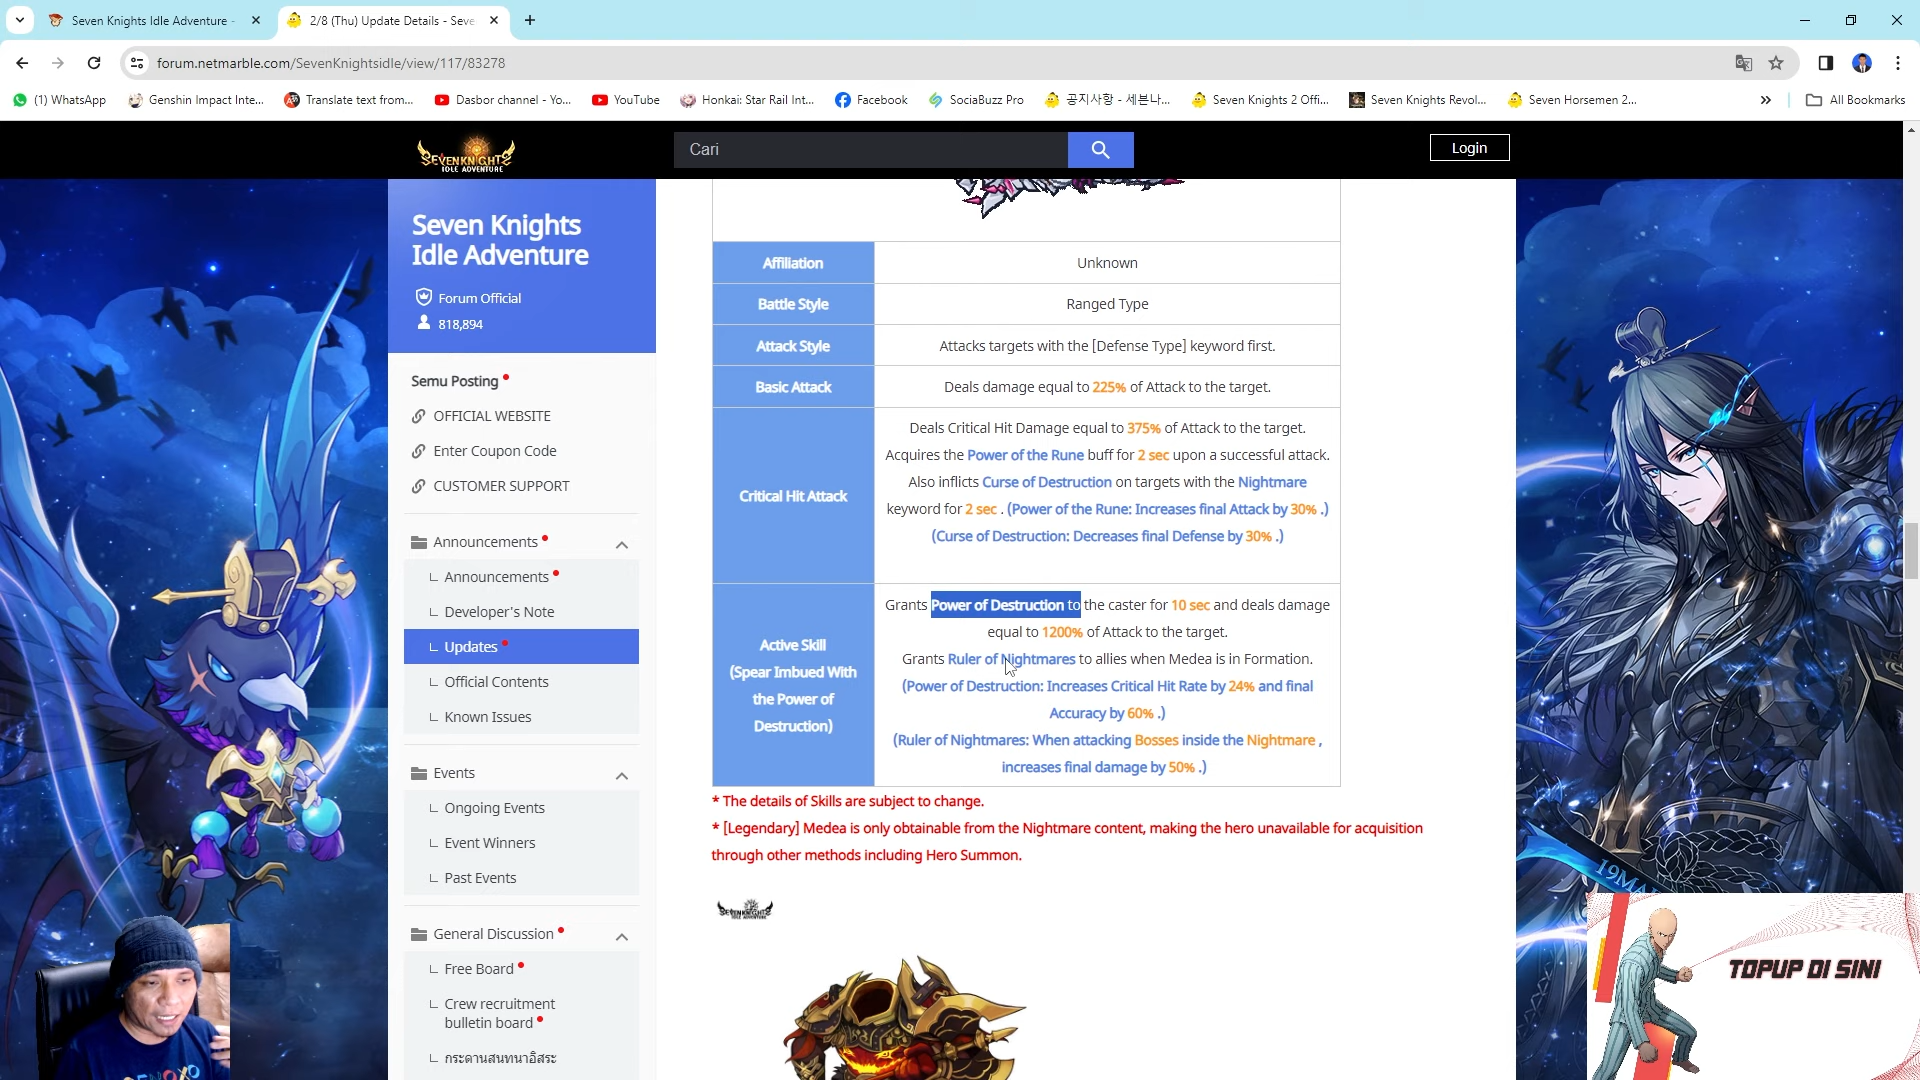 Seven Knights Idle Adventure -
2/8 (Thu) Update Details - Seve
forum.netmarble.com/SevenKnightsidle/view/117/83278
(1) WhatsApp
Genshin Impact Inte...
Translate text from...
Dasbor channel - Yo...
YouTube
Honkai: Star Rail Int...
Facebook
SociaBuzz Pro
공지사항 - 세븐나...
Seven Knights 2 Offi...
Seven Knights Revol...
Seven Horsemen 2...
All Bookmarks
SEVEN KNIGHTS
IDLE ADVENTURE
Cari
Login
Seven Knights
Idle Adventure
Forum Official
818,894
Semu Posting
OFFICIAL WEBSITE
Enter Coupon Code
CUSTOMER SUPPORT
Announcements
Announcements
Developer's Note
Updates
Official Contents
Known Issues
Events
Ongoing Events
Event Winners
Past Events
General Discussion
Free Board
Crew recruitment
bulletin board
กระดานสนทนาอิสระ
Affiliation
Unknown
Battle Style
Ranged Type
Attack Style
Attacks targets with the [Defense Type] keyword first.
Basic Attack
Deals damage equal to 225% of Attack to the target.
Critical Hit Attack
Deals Critical Hit Damage equal to 375% of Attack to the target.
Acquires the Power of the Rune buff for 2 sec upon a successful attack.
Also inflicts Curse of Destruction on targets with the Nightmare
keyword for 2 sec . (Power of the Rune: Increases final Attack by 30% .)
(Curse of Destruction: Decreases final Defense by 30% .)
Active Skill
(Spear Imbued With
the Power of
Destruction)
Grants Power of Destruction to the caster for 10 sec and deals damage
equal to 1200% of Attack to the target.
Grants Ruler of Nightmares to allies when Medea is in Formation.
(Power of Destruction: Increases Critical Hit Rate by 24% and final
Accuracy by 60% .)
(Ruler of Nightmares: When attacking Bosses inside the Nightmare ,
increases final damage by 50% .)
* The details of Skills are subject to change.
* [Legendary] Medea is only obtainable from the Nightmare content, making the hero unavailable for acquisition
through other methods including Hero Summon.
SEVEN KNIGHTS
IDLE ADVENTURE
19MA
TOPUP DI SINI